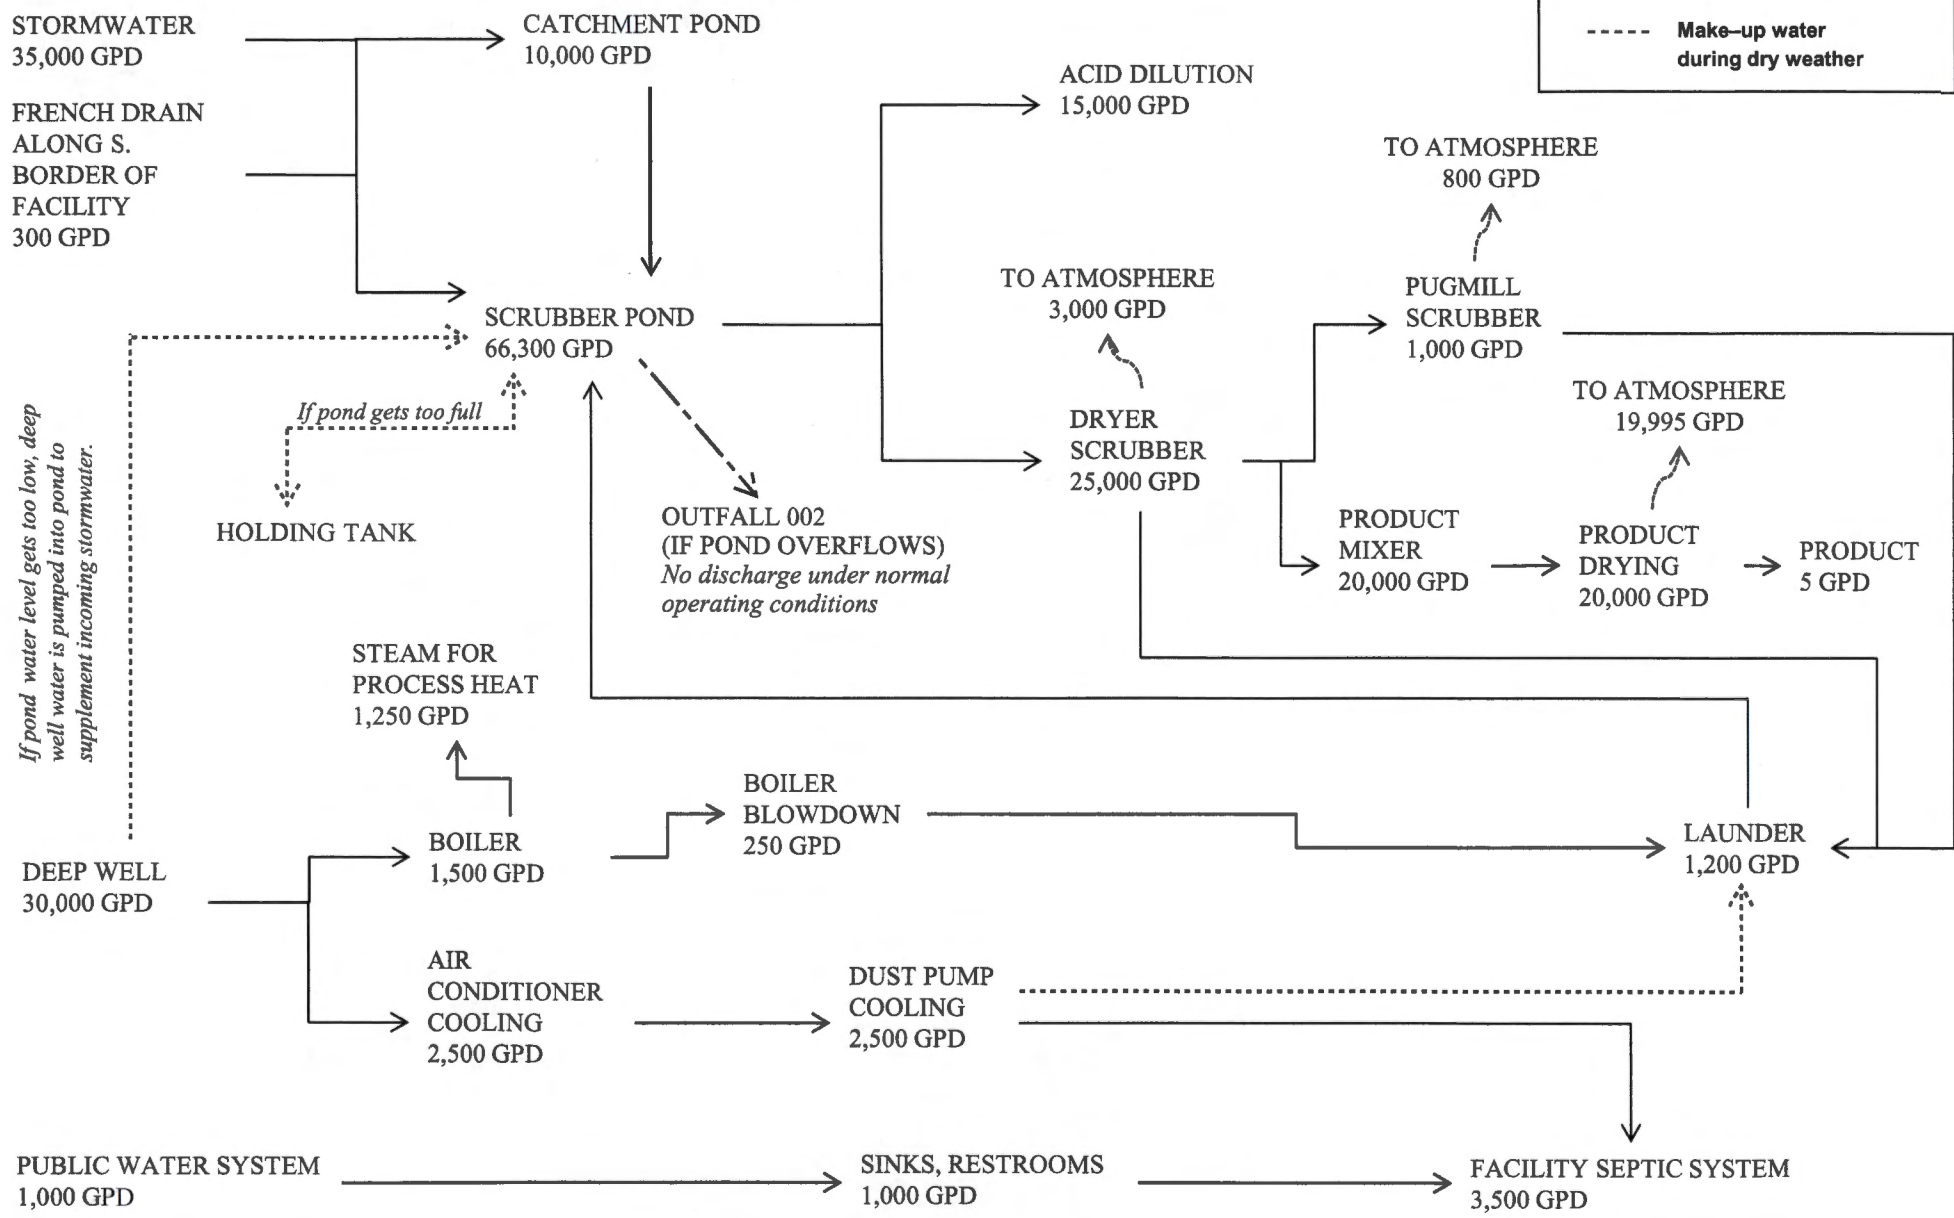 STORMWATER
35,000 GPD
CATCHMENT POND
10,000 GPD
Make–up water
during dry weather
FRENCH DRAIN
ALONG S.
BORDER OF
FACILITY
300 GPD
ACID DILUTION
15,000 GPD
TO ATMOSPHERE
800 GPD
TO ATMOSPHERE
3,000 GPD
PUGMILL
SCRUBBER
1,000 GPD
SCRUBBER POND
66,300 GPD
TO ATMOSPHERE
19,995 GPD
If pond gets too full
If pond water level gets too low, deep
well water is pumped into pond to
supplement incoming stormwater.
DRYER
SCRUBBER
25,000 GPD
HOLDING TANK
OUTFALL 002
(IF POND OVERFLOWS)
No discharge under normal
operating conditions
PRODUCT
MIXER
20,000 GPD
PRODUCT
DRYING
20,000 GPD
PRODUCT
5 GPD
STEAM FOR
PROCESS HEAT
1,250 GPD
BOILER
BLOWDOWN
250 GPD
BOILER
1,500 GPD
LAUNDER
1,200 GPD
DEEP WELL
30,000 GPD
AIR
CONDITIONER
COOLING
2,500 GPD
DUST PUMP
COOLING
2,500 GPD
PUBLIC WATER SYSTEM
1,000 GPD
SINKS, RESTROOMS
1,000 GPD
FACILITY SEPTIC SYSTEM
3,500 GPD